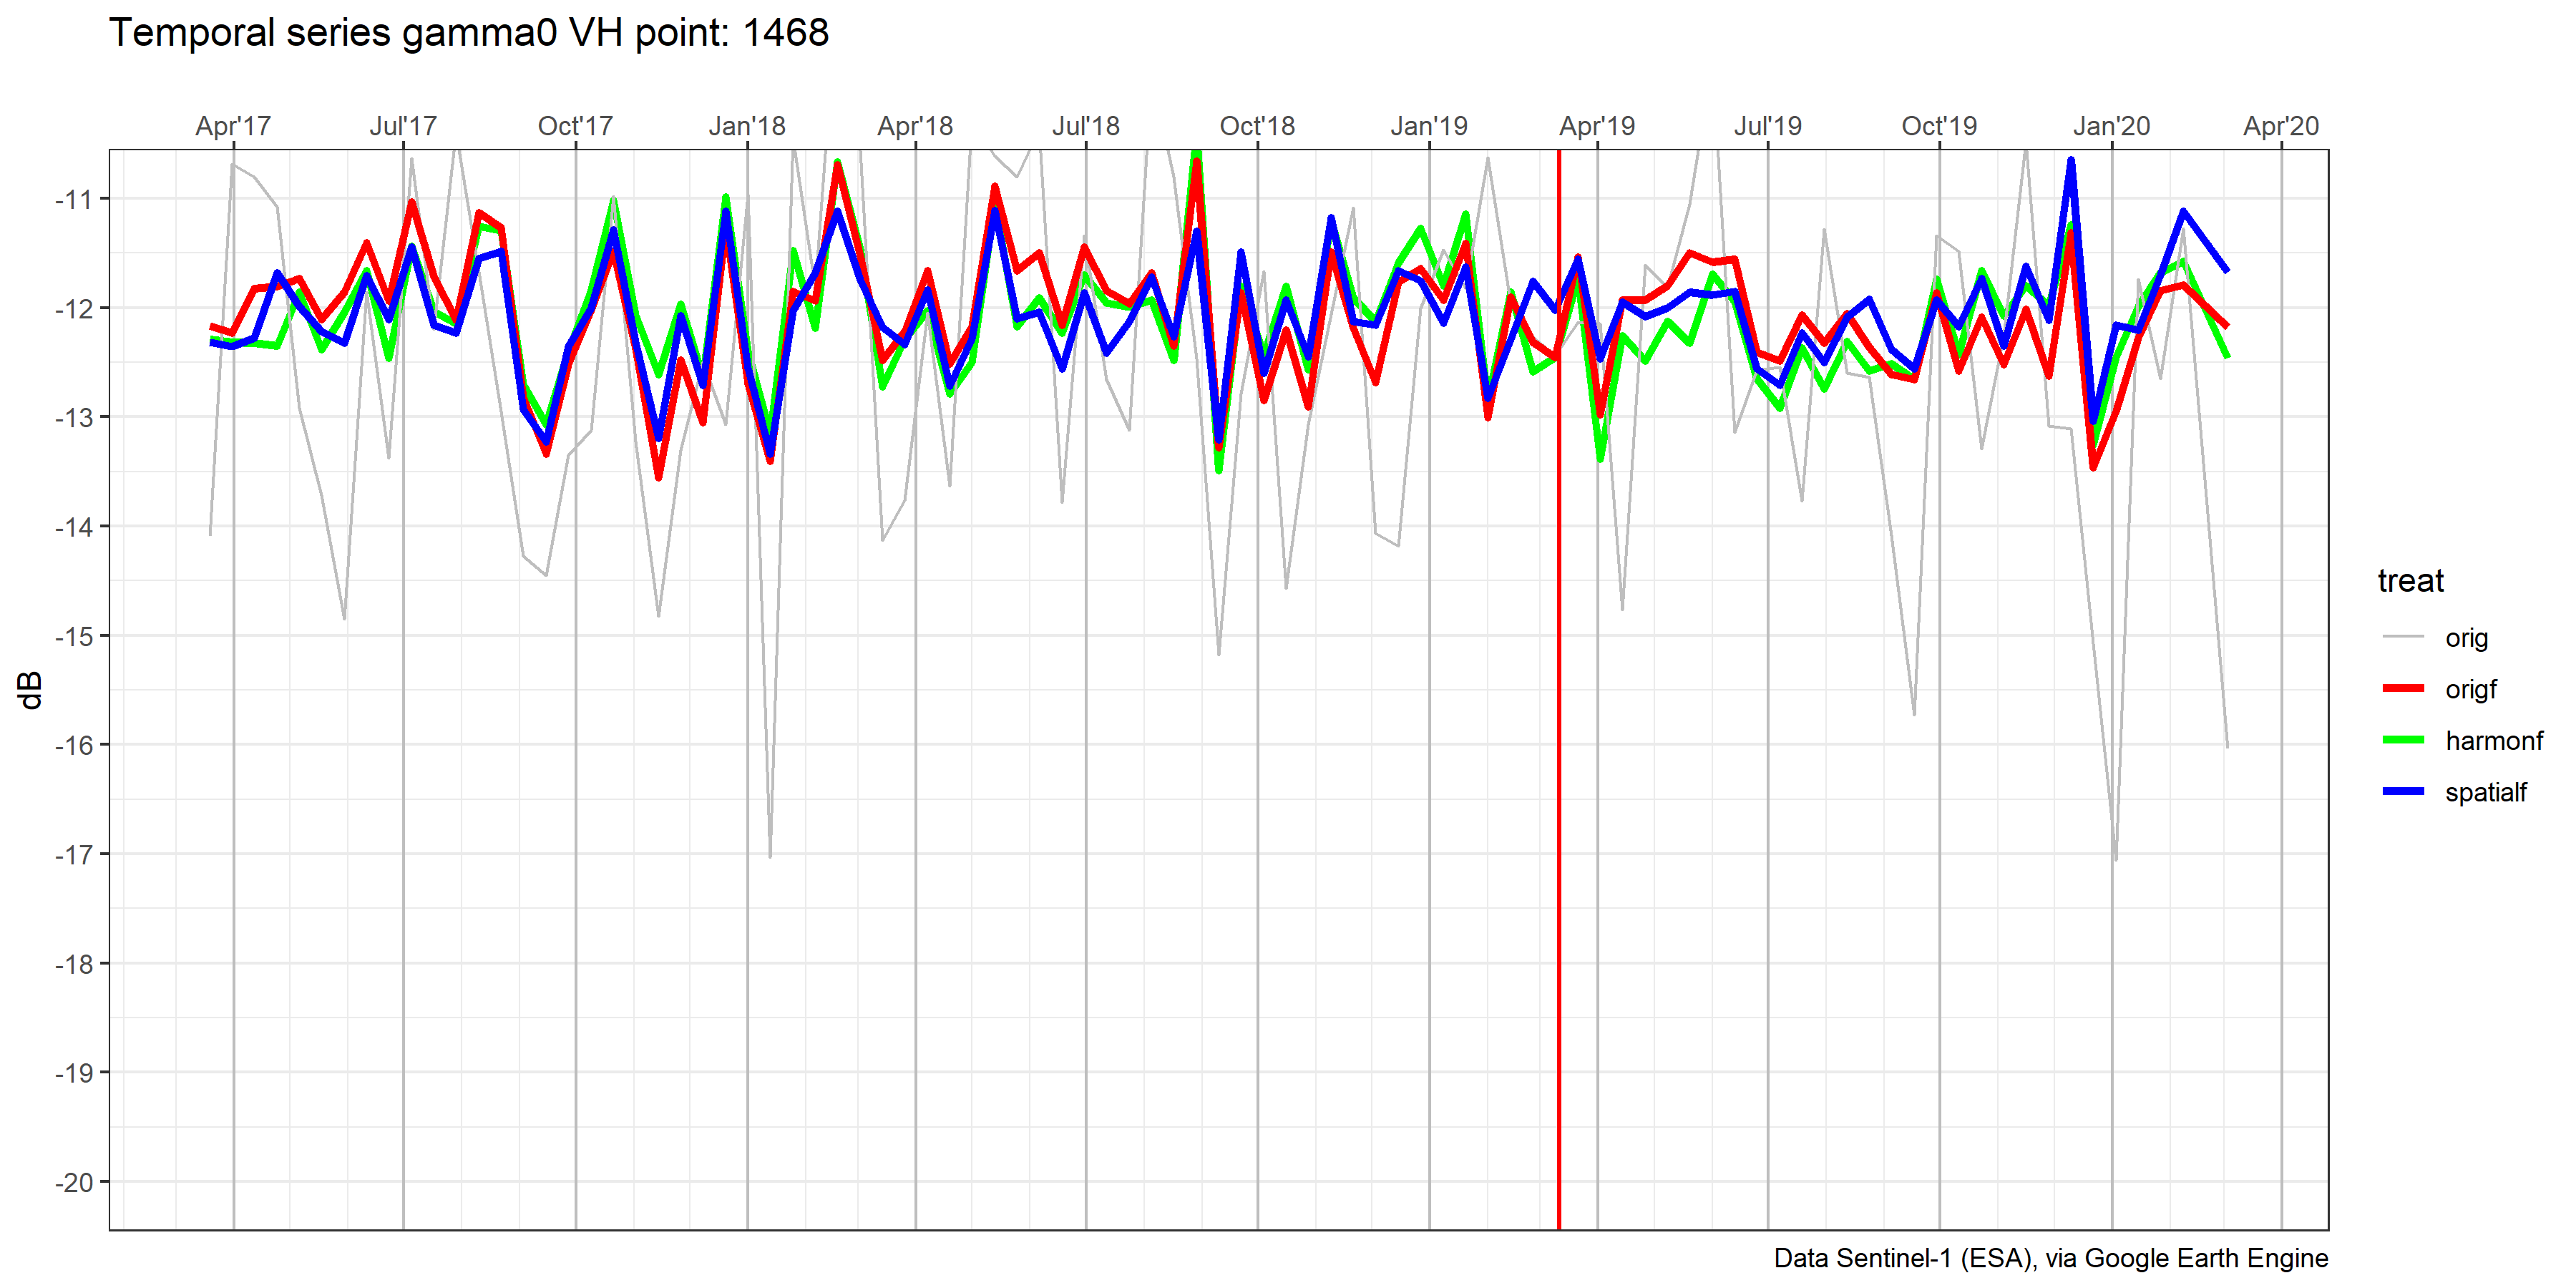 Temporal series gamma0 VH point: 1468
Apr'17 Jul'17 Oct'17 Jan'18 Apr'18 Jul'18 Oct'18 Jan'19 Apr'19 Jul'19 Oct'19 Jan'20 Apr'20
-11
-12
-13
-14
-15
-16
-17
-18
-19
-20
dB
treat
orig
origf
harmonf
spatialf
Data Sentinel-1 (ESA), via Google Earth Engine